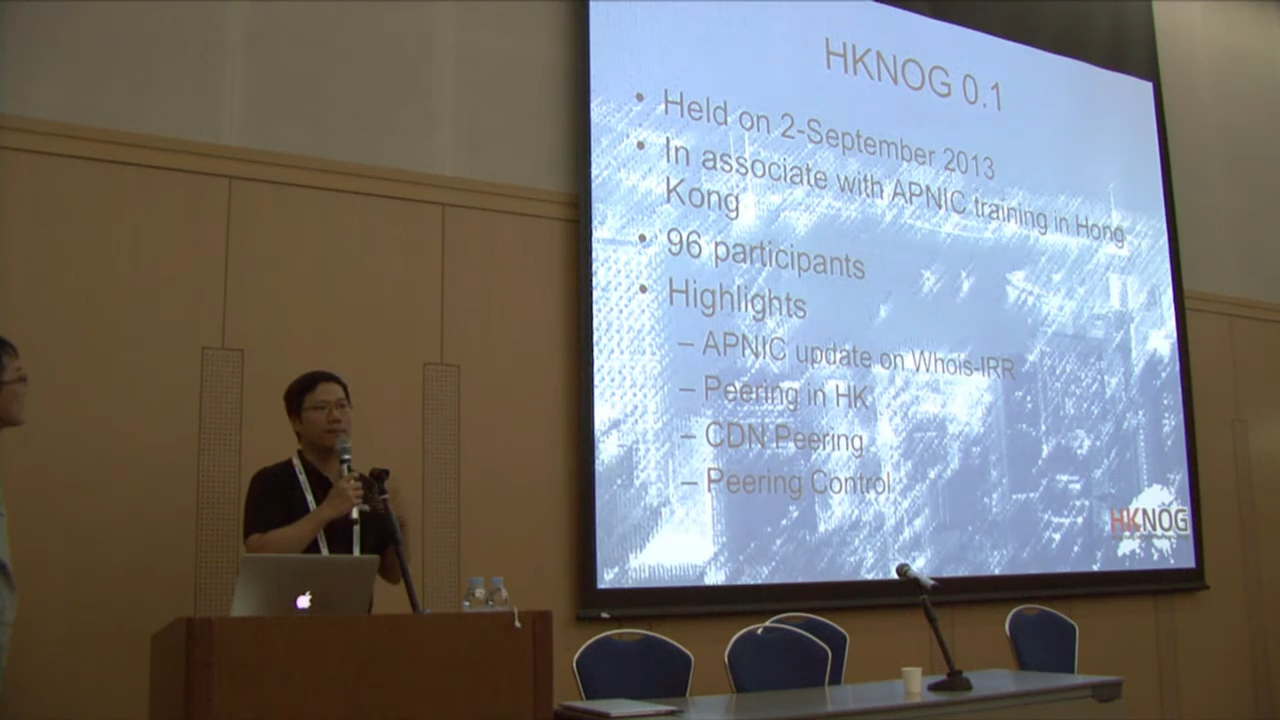 HKNOG 0.1
• Held on 2-September 2013
• In associate with APNIC training in Hong
Kong
• 96 participants
• Highlights
– APNIC update on Whois-IRR
– Peering in HK
– CDN Peering
– Peering Control
HKNOG